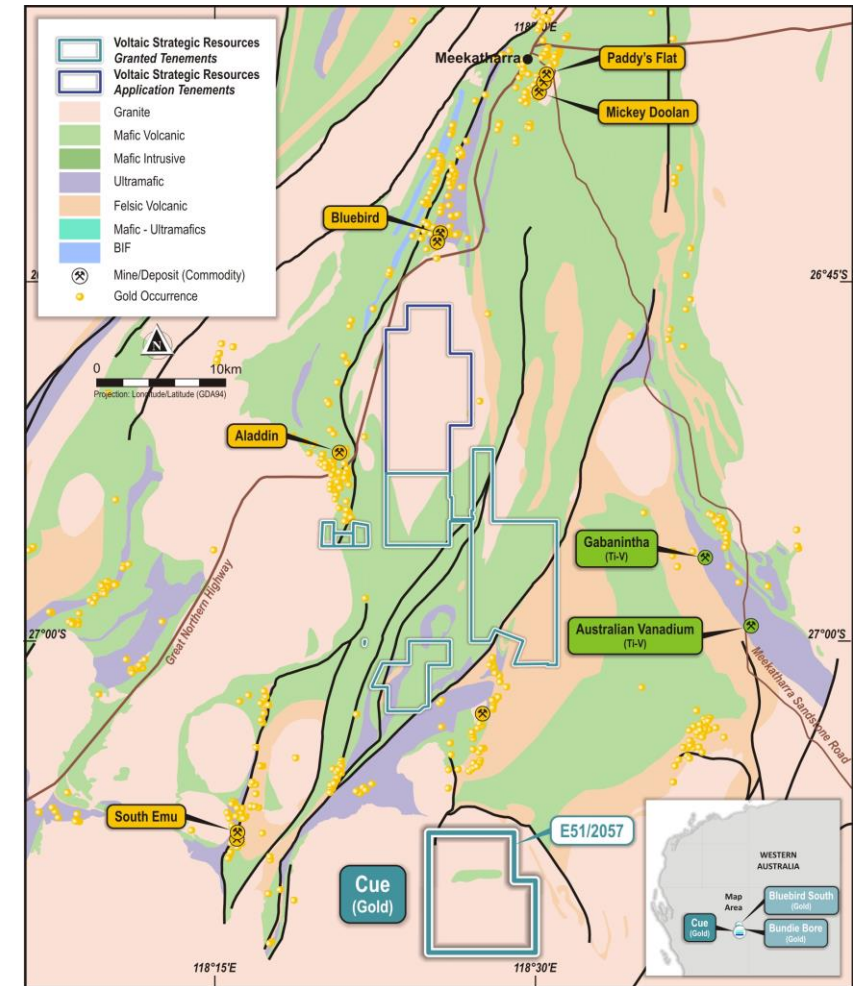 Voltaic Strategic Resources
Granted Tenements
Voltaic Strategic Resources
Application Tenements
Granite
Mafic Volcanic
Mafic Intrusive
Ultramafic
Felsic Volcanic
Mafic - Ultramafics
BIF
Mine/Deposit (Commodity)
Gold Occurrence
N
0 10km
Projection: Longitude/Latitude (GDA94)
Meekatharra
Paddy's Flat
Mickey Doolan
Bluebird
26°45'S
Aladdin
Great Northern Highway
Gabanintha
(Ti-V)
Australian Vanadium
(Ti-V)
27°00'S
27°00'S
Meekatharra Sandstone Road
South Emu
E51/2057
Cue
(Gold)
WESTERN
AUSTRALIA
Map
Area
Bluebird South
(Gold)
Cue
(Gold)
Bundie Bore
(Gold)
118°15'E
118°30'E